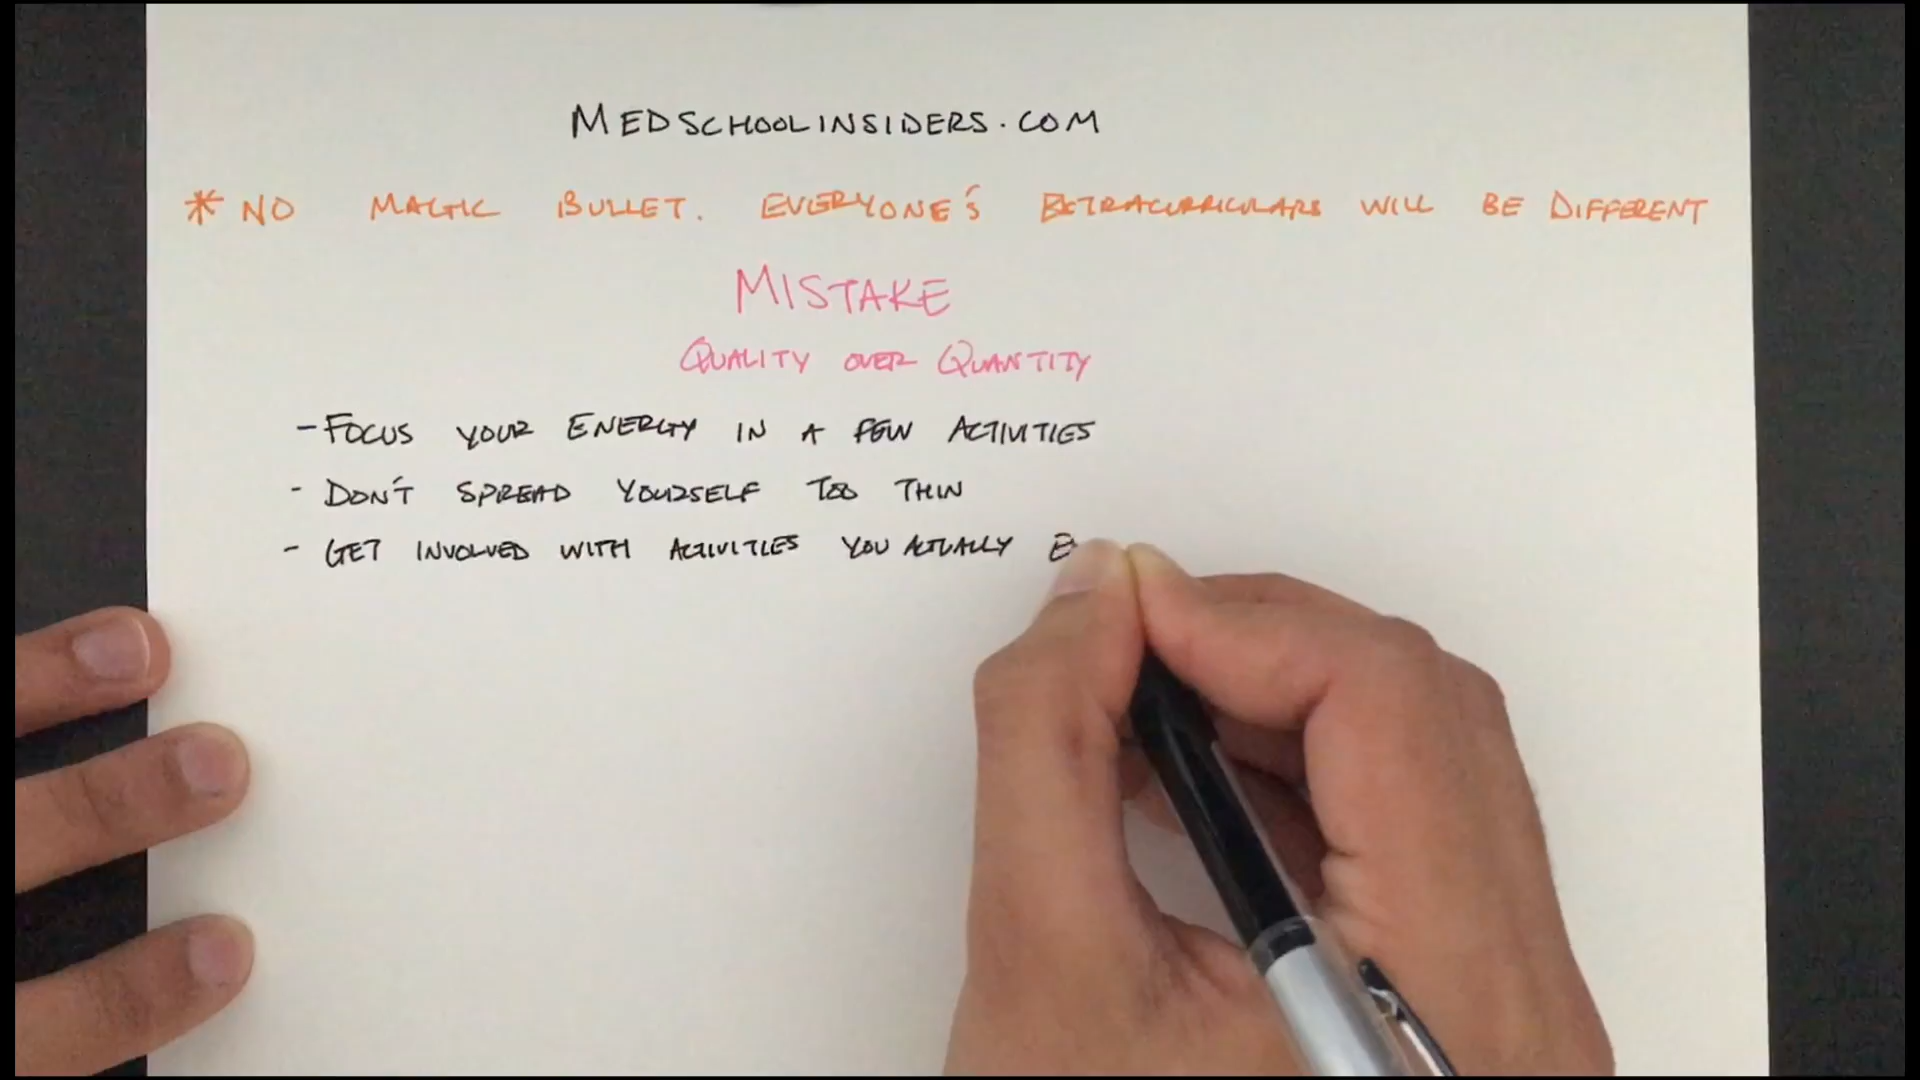 MEDSCHOOLINSIDERS.COM
* NO MAGIC BULLET. EVERYONE'S EXTRACURRICULARS WILL BE DIFFERENT
MISTAKE
QUALITY OVER QUANTITY
- FOCUS YOUR ENERGY IN A FEW ACTIVITIES
- DON'T SPREAD YOURSELF TOO THIN
- GET INVOLVED WITH ACTIVITIES YOU ACTUALLY E